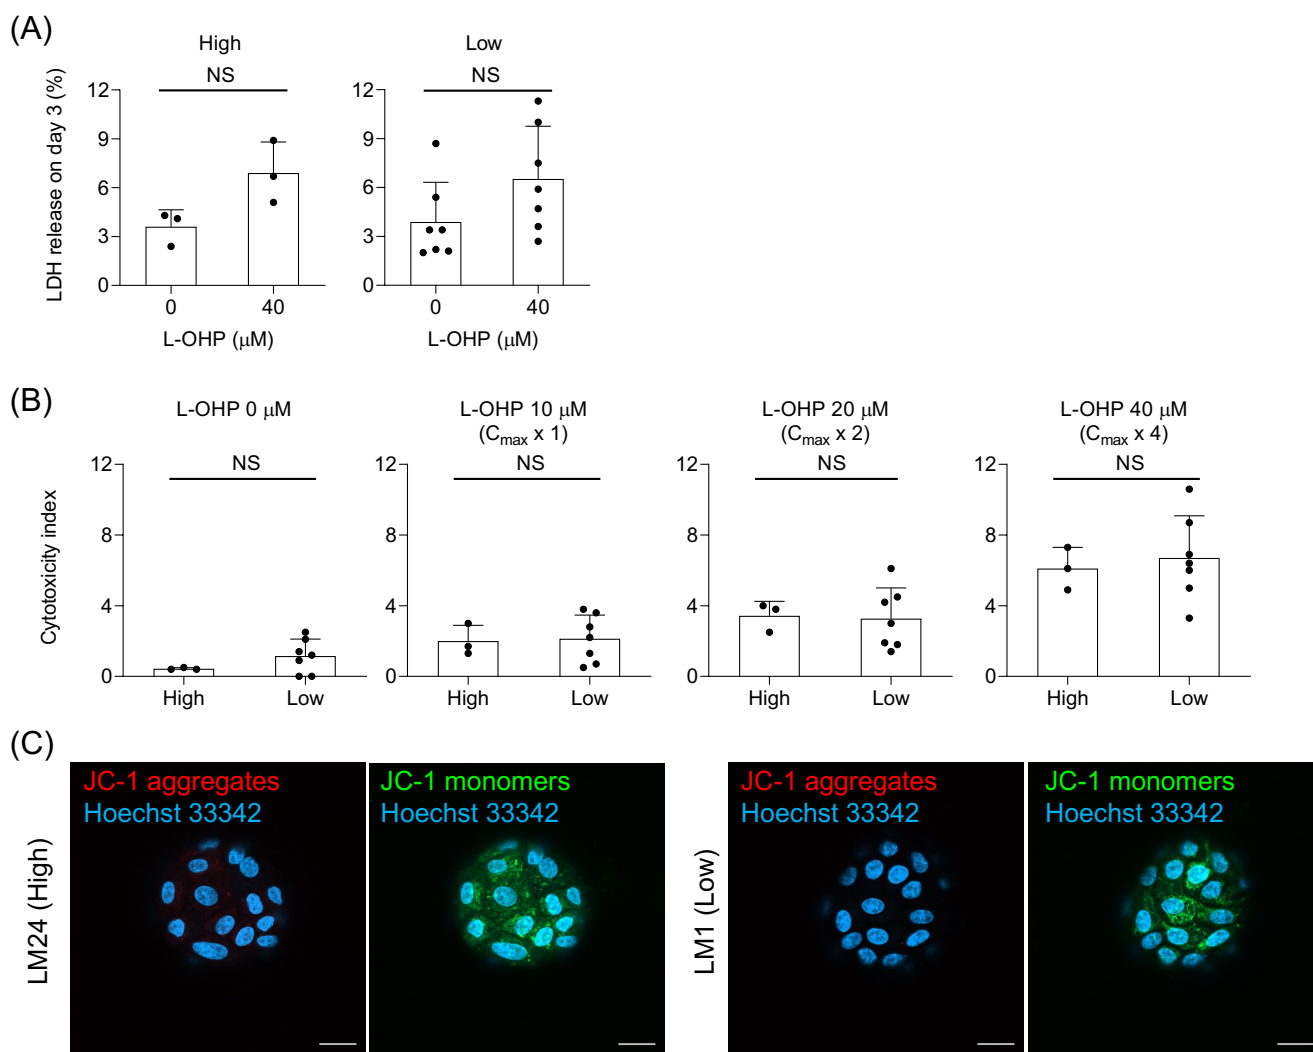 (A)
High
Low
NS
NS
LDH release on day 3 (%)
12
9
6
3
0
12
9
6
3
0
0
40
0
40
L-OHP (μM)
L-OHP (μM)
(B)
L-OHP 0 μM
L-OHP 10 μM
(Cmax x 1)
L-OHP 20 μM
(Cmax x 2)
L-OHP 40 μM
(Cmax x 4)
NS
NS
NS
NS
Cytotoxicity index
12
8
4
0
12
8
4
0
12
8
4
0
12
8
4
0
High
Low
High
Low
High
Low
High
Low
(C)
LM24 (High)
JC-1 aggregates
Hoechst 33342
JC-1 monomers
Hoechst 33342
LM1 (Low)
JC-1 aggregates
Hoechst 33342
JC-1 monomers
Hoechst 33342